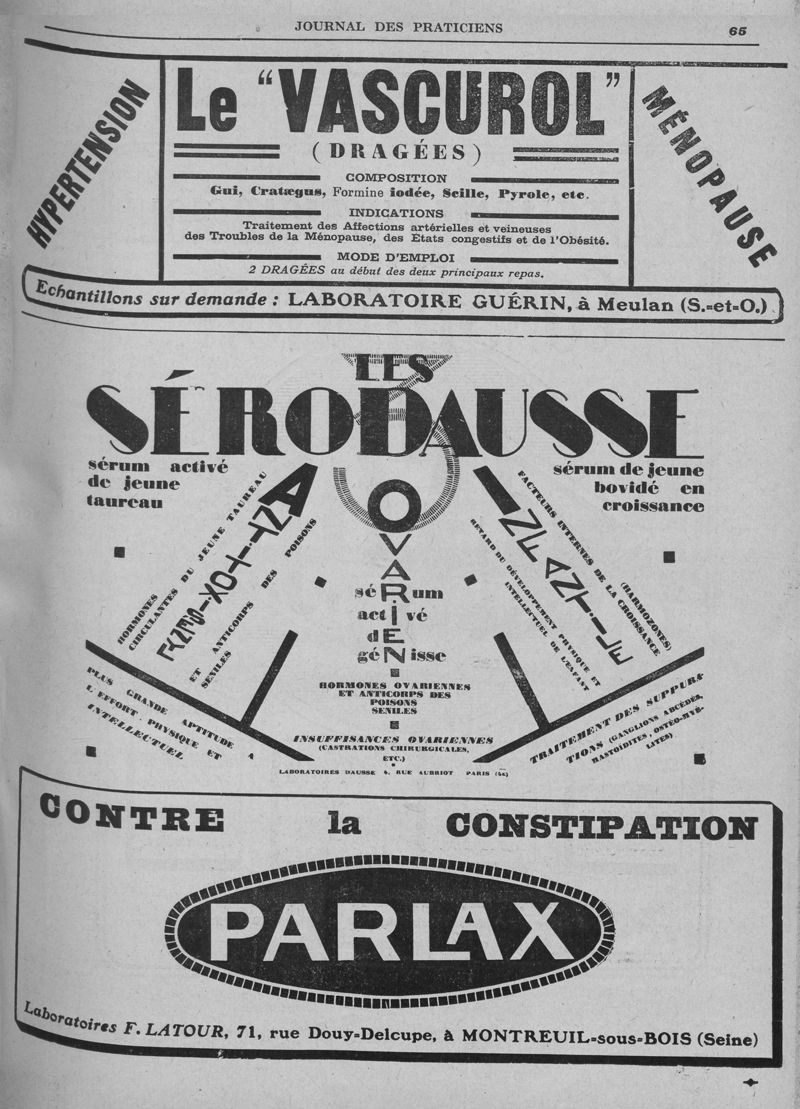 JOURNAL DES PRATICIENS
65
HYPERTENSION
Le "VASCUROL"
(DRAGÉES)
COMPOSITION
Gui, Cratægus, Formine iodée, Scille, Pyrole, etc.
INDICATIONS
Traitement des Affections artérielles et veineuses
des Troubles de la Ménopause, des Etats congestifs et de l'Obésité.
MODE D'EMPLOI
2 DRAGÉES au début des deux principaux repas.
MÉNOPAUSE
Echantillons sur demande : LABORATOIRE GUÉRIN, à Meulan (S.-et-O.)
LES
SÉRODAUSSE
sérum activé
de jeune
taureau
HORMONES
CIRCULANTES DU JEUNE TAUREAU
ET ANTICORPS DES POISONS
SENILES
PLUS GRANDE APTITUDE A
L'EFFORT PHYSIQUE ET
INTELLECTUEL
OVARIEN
séRum
actIvé
dE
géNisse
HORMONES OVARIENNES
ET ANTICORPS DES
POISONS
SENILES
INSUFFISANCES OVARIENNES
(CASTRATIONS CHIRURGICALES,
ETC.)
sérum de jeune
bovidé en
croissance
FACTEURS INTERNES DE LA CROISSANCE
(HARMOZONES)
INFANTILE
RETARD DU DÉVELOPPEMENT PHYSIQUE ET
INTELLECTUEL DE L'ENFANT
TRAITEMENT DES SUPPURA-
TIONS (GANGLIONS ABCÉDÉS,
MASTOIDITES, OSTÉO-MYÉ-
LITES)
LABORATOIRES DAUSSE 4, RUE AUBRIOT PARIS (4e)
CONTRE la CONSTIPATION
PARLAX
Laboratoires F. LATOUR, 71, rue Douy-Delcupe, à MONTREUIL-sous-BOIS (Seine)